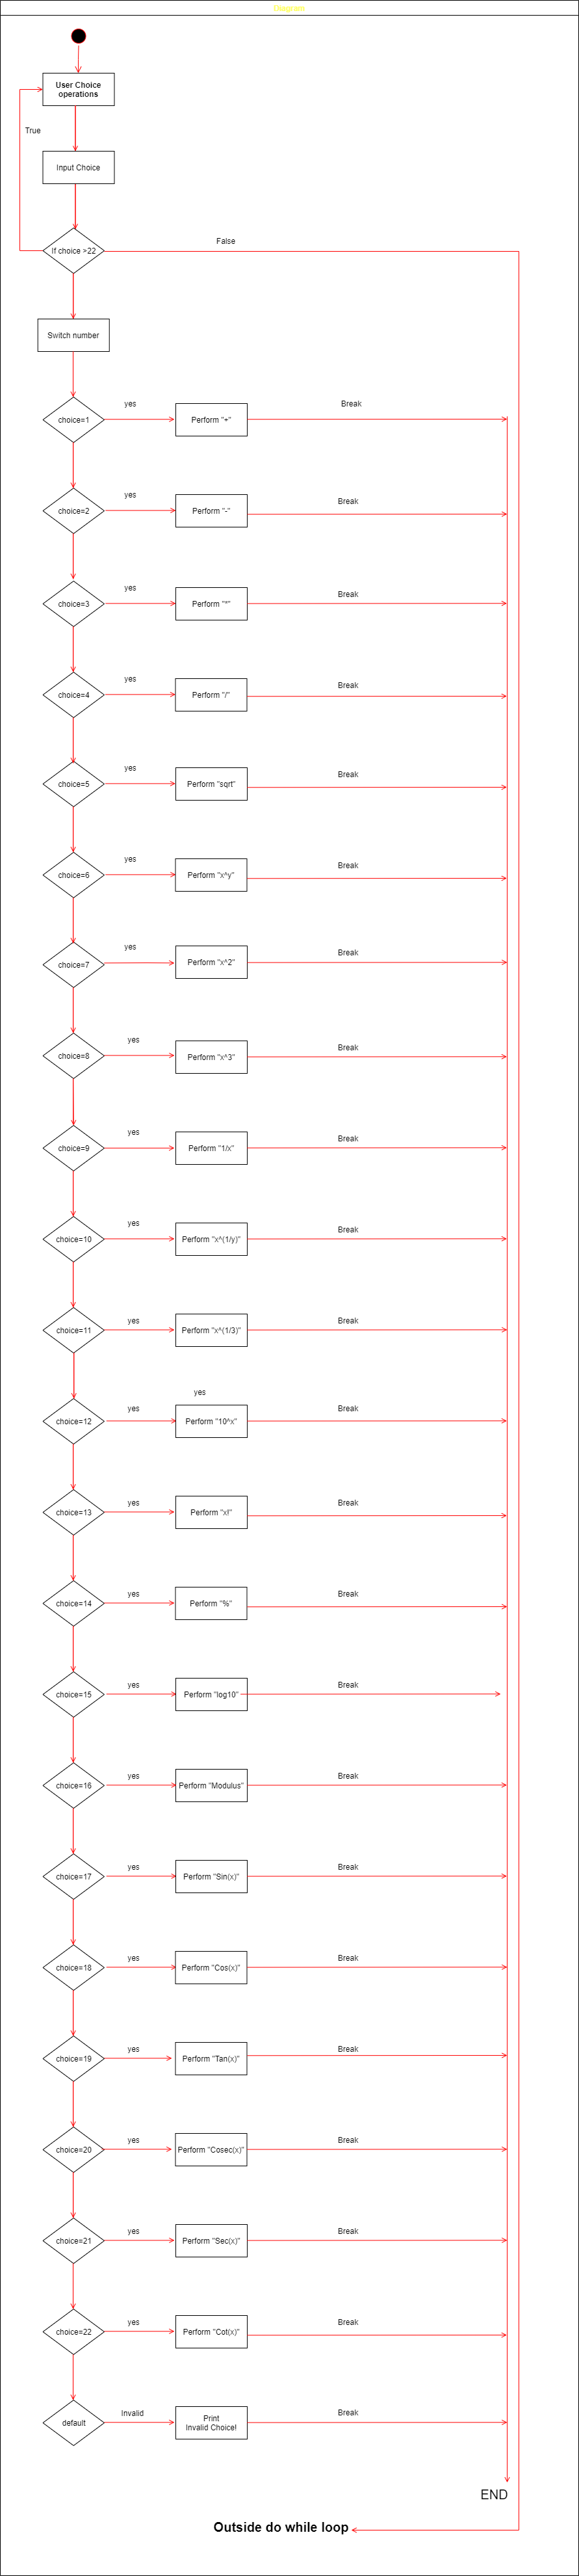 Diagram
User Choice
operations
True
Input Choice
If choice >22
False
Switch number
choice=1
yes
Perform "+"
Break
choice=2
yes
Perform "-"
Break
choice=3
yes
Perform "*"
Break
choice=4
yes
Perform "/"
Break
choice=5
yes
Perform "sqrt"
Break
choice=6
yes
Perform "x^y"
Break
choice=7
yes
Perform "x^2"
Break
choice=8
yes
Perform "x^3"
Break
choice=9
yes
Perform "1/x"
Break
choice=10
yes
Perform "x^(1/y)"
Break
choice=11
yes
Perform "x^(1/3)"
Break
yes
choice=12
yes
Perform "10^x"
Break
choice=13
yes
Perform "x!"
Break
choice=14
yes
Perform "%"
Break
choice=15
yes
Perform "log10"
Break
choice=16
yes
Perform "Modulus"
Break
choice=17
yes
Perform "Sin(x)"
Break
choice=18
yes
Perform "Cos(x)"
Break
choice=19
yes
Perform "Tan(x)"
Break
choice=20
yes
Perform "Cosec(x)"
Break
choice=21
yes
Perform "Sec(x)"
Break
choice=22
yes
Perform "Cot(x)"
Break
default
Invalid
Print
Invalid Choice!
Break
END
Outside do while loop